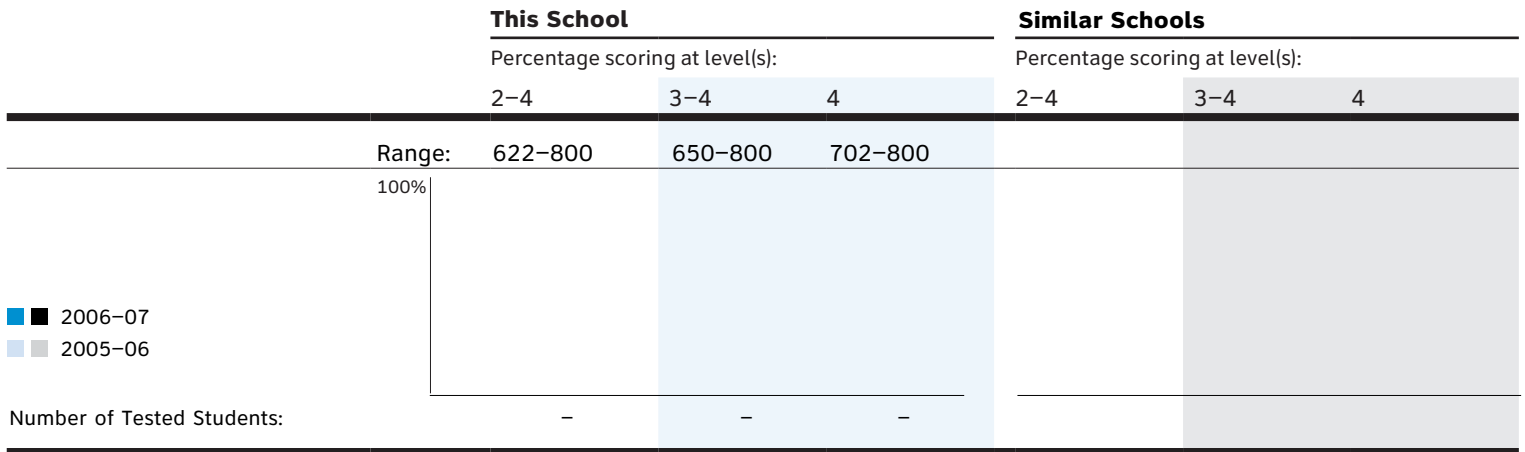 This School Similar Schools
Percentage scoring at level(s): Percentage scoring at level(s):
2–4 3–4 4 2–4 3–4 4
Range: 622–800 650–800 702–800
100%
2006–07
2005–06
Number of Tested Students: – – –